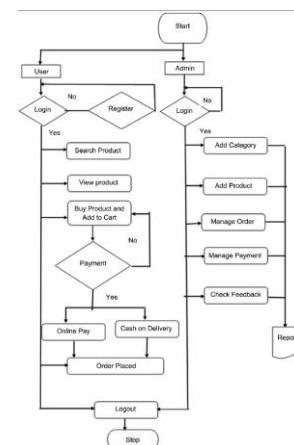 Start
User
Admin
No
Login
Register
No
Login
Yes
Yes
Search Product
Add Category
View product
Add Product
Buy Product and
Add to Cart
Manage Order
No
Payment
Manage Payment
Yes
Check Feedback
Online Pay
Cash on Delivery
Repor
Order Placed
Logout
Stop